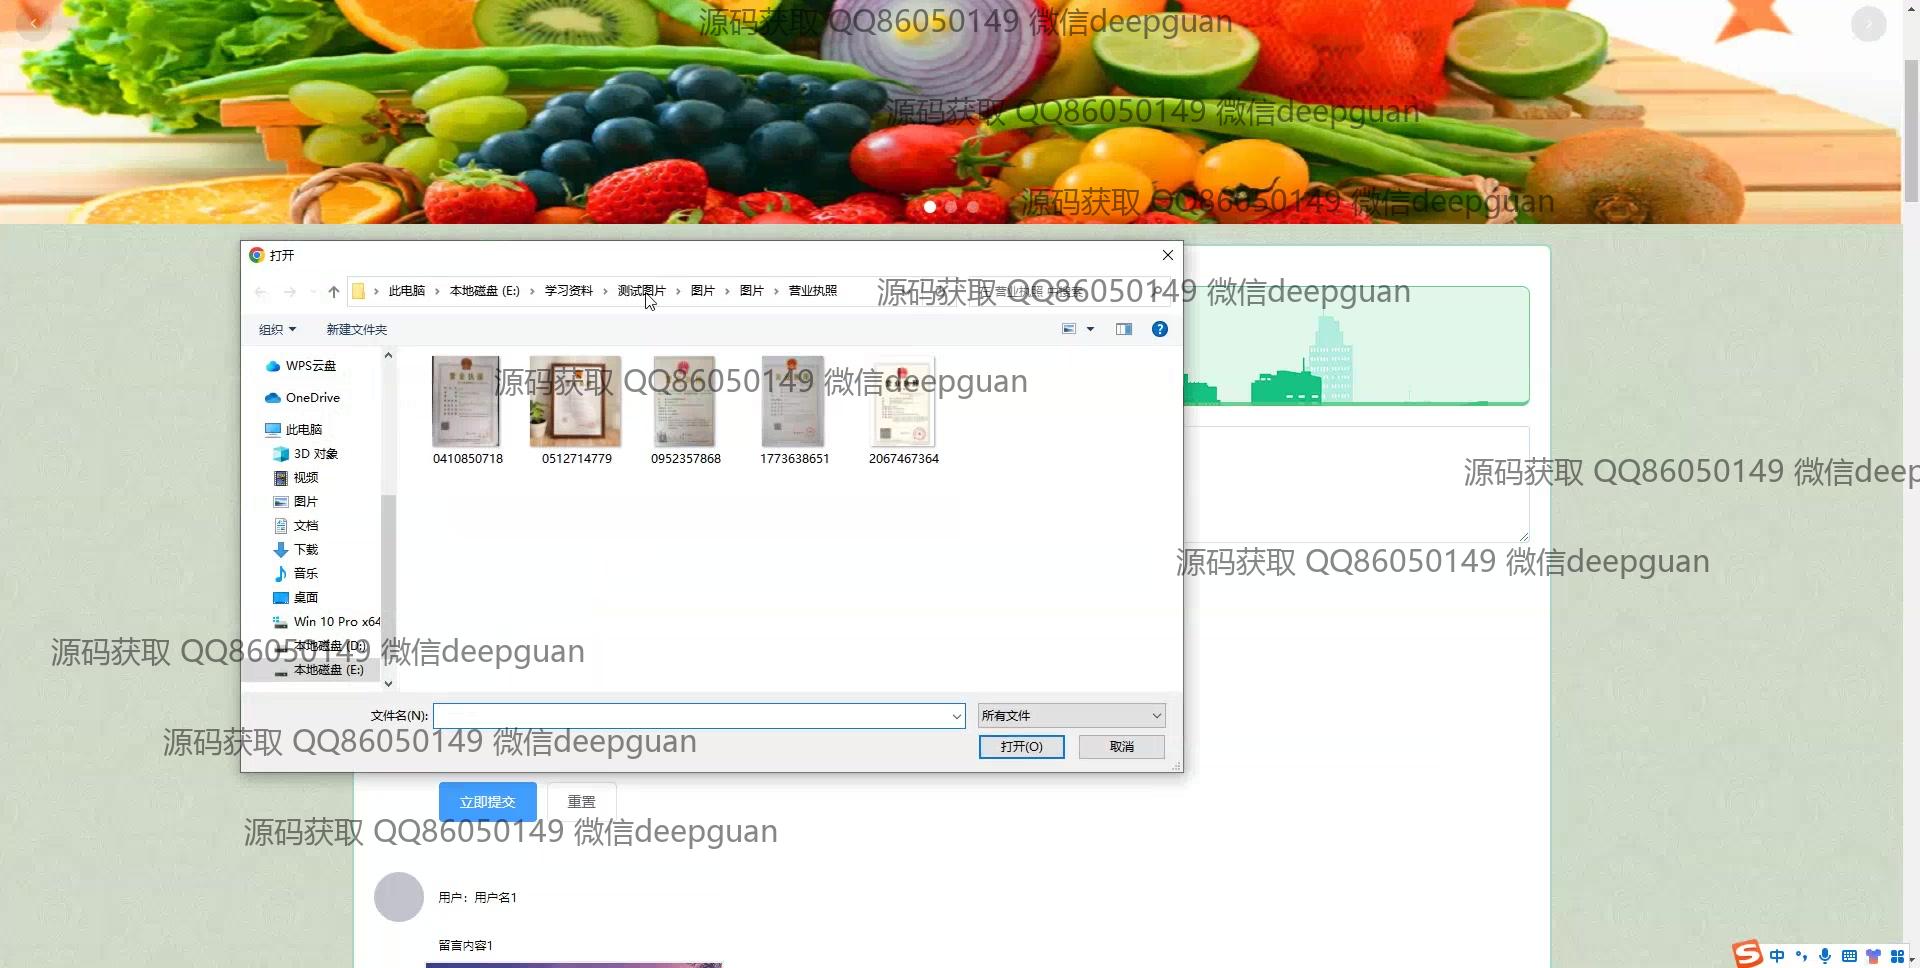 源码获取 QQ86050149 微信deepguan
源码获取 QQ86050149 微信deepguan
源码获取 QQ86050149 微信deepguan
打开
此电脑 › 本地磁盘 (E:) › 学习资料 › 测试图片 › 图片 › 图片 › 营业执照
源码获取 QQ86050149 微信deepguan
组织
新建文件夹
WPS云盘
OneDrive
此电脑
3D 对象
视频
图片
文档
下载
音乐
桌面
Win 10 Pro x64
本地磁盘 (D:)
本地磁盘 (E:)
源码获取 QQ86050149 微信deepguan
0410850718
0512714779
0952357868
1773638651
2067467364
源码获取 QQ86050149 微信deep
源码获取 QQ86050149 微信deepguan
源码获取 QQ86050149 微信deepguan
文件名(N):
所有文件
源码获取 QQ86050149 微信deepguan
打开(O)
取消
立即提交
重置
源码获取 QQ86050149 微信deepguan
用户：用户名1
留言内容1
中